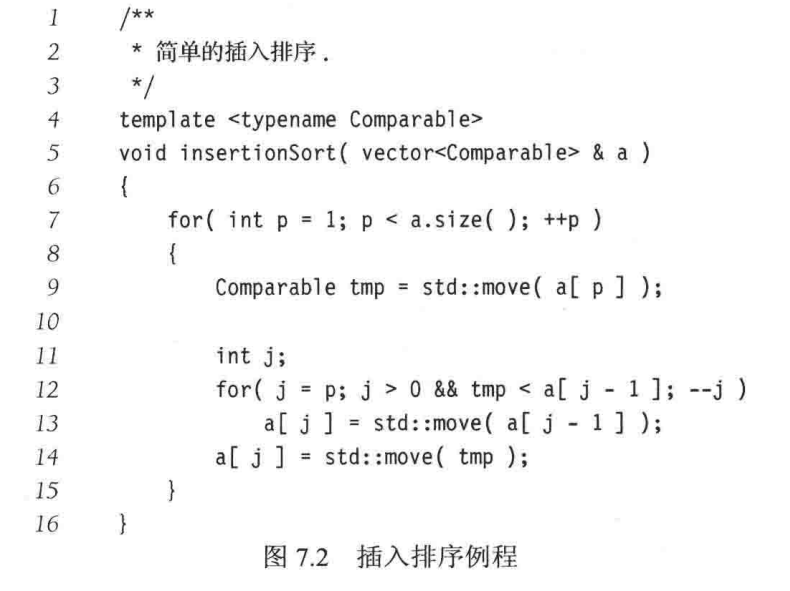 1 /**
2 * 简单的插入排序.
3 */
4 template <typename Comparable>
5 void insertionSort( vector<Comparable> & a )
6 {
7 for( int p = 1; p < a.size( ); ++p )
8 {
9 Comparable tmp = std::move( a[ p ] );
10
11 int j;
12 for( j = p; j > 0 && tmp < a[ j - 1 ]; --j )
13 a[ j ] = std::move( a[ j - 1 ] );
14 a[ j ] = std::move( tmp );
15 }
16 }
图 7.2 插入排序例程